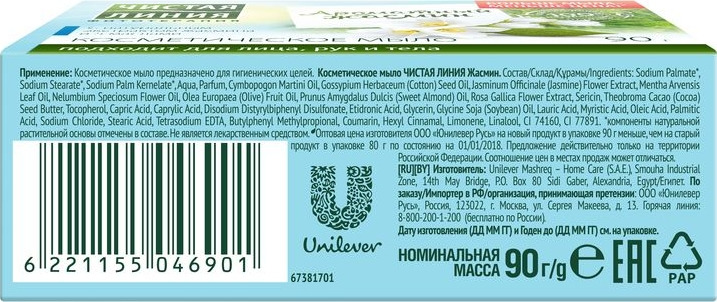 ЧИСТАЯ
ЛИНИЯ
ФИТОТЕРАПИЯ
Ароматный
Жасмин
КОСМЕТИЧЕСКОЕ МЫЛО 90 г
подходит для лица, рук и тела
Применение: Косметическое мыло предназначено для гигиенических целей. Косметическое мыло ЧИСТАЯ ЛИНИЯ Жасмин. Состав/Склад/Құрамы/Ingredients: Sodium Palmate*,
Sodium Stearate*, Sodium Palm Kernelate*, Aqua, Parfum, Cymbopogon Martini Oil, Gossypium Herbaceum (Cotton) Seed Oil, Jasminum Officinale (Jasmine) Flower Extract, Mentha Arvensis
Leaf Oil, Nelumbium Speciosum Flower Oil, Olea Europaea (Olive) Fruit Oil, Prunus Amygdalus Dulcis (Sweet Almond) Oil, Rosa Gallica Flower Extract, Sericin, Theobroma Cacao (Cocoa)
Seed Butter, Tocopherol, Capric Acid, Caprylic Acid, Disodium Distyrylbiphenyl Disulfonate, Etidronic Acid, Glycerin, Glycine Soja (Soybean) Oil, Lauric Acid, Myristic Acid, Oleic Acid, Palmitic
Acid, Sodium Chloride, Stearic Acid, Tetrasodium EDTA, Butylphenyl Methylpropional, Coumarin, Hexyl Cinnamal, Limonene, Linalool, CI 74160, CI 77891. *компоненты натуральной
растительной основы отмечены в составе. Не является лекарственным средством. *Оптовая цена изготовителя ООО «Юнилевер Русь» на новый продукт в упаковке 90 г меньше, чем на старый
продукт в упаковке 80 г по состоянию на 01/01/2018. Предложение действительно только на территории
Российской Федерации. Соотношение цен в местах продаж может отличаться.
[RU][BY] Изготовитель: Unilever Mashreq – Home Care (S.A.E.), Smouha Industrial
Zone, 14th May Bridge, P.O. Box 80 Sidi Gaber, Alexandria, Egypt/Египет. По
заказу/Импортер в РФ/организация, принимающая претензии: ООО «Юнилевер
Русь», Россия, 123022, г. Москва, ул. Сергея Макеева, д. 13. Горячая линия:
8-800-200-1-200 (бесплатно по России).
Дату изготовления (ДД ММ ГГ) и Годен до (ДД ММ ГГ) см. на упаковке.
Unilever
НОМИНАЛЬНАЯ
МАССА 90 г/g e EAC
PAP
6 221155 046901
67381701